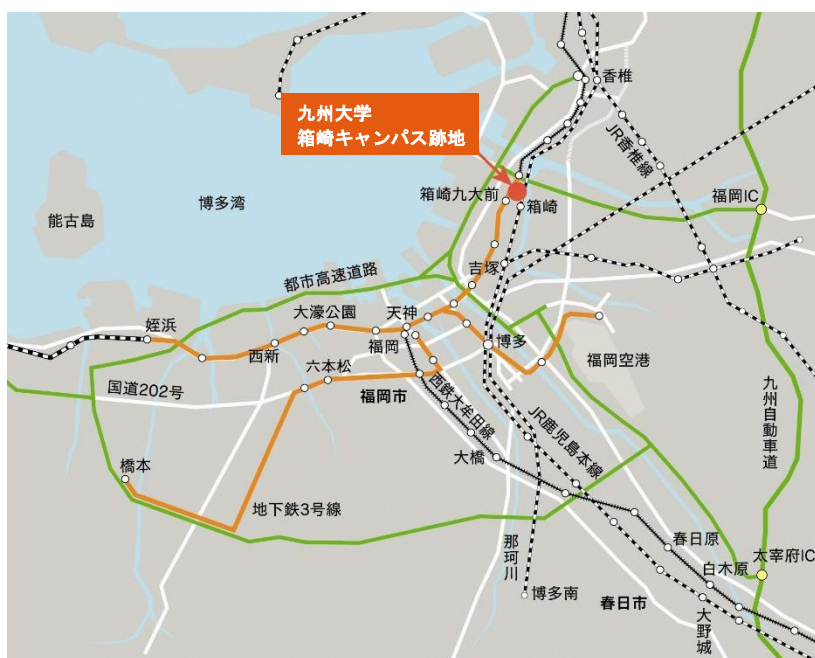 九州大学
箱崎キャンパス跡地
香椎
JR香椎線
箱崎九大前
箱崎
福岡IC
能古島
博多湾
吉塚
都市高速道路
大濠公園
天神
姪浜
西新
福岡
博多
福岡空港
六本松
国道202号
福岡市
西鉄大牟田線
JR鹿児島本線
九州自動車道
大橋
橋本
地下鉄3号線
那珂川
春日原
白木原
太宰府IC
博多南
春日市
大野城